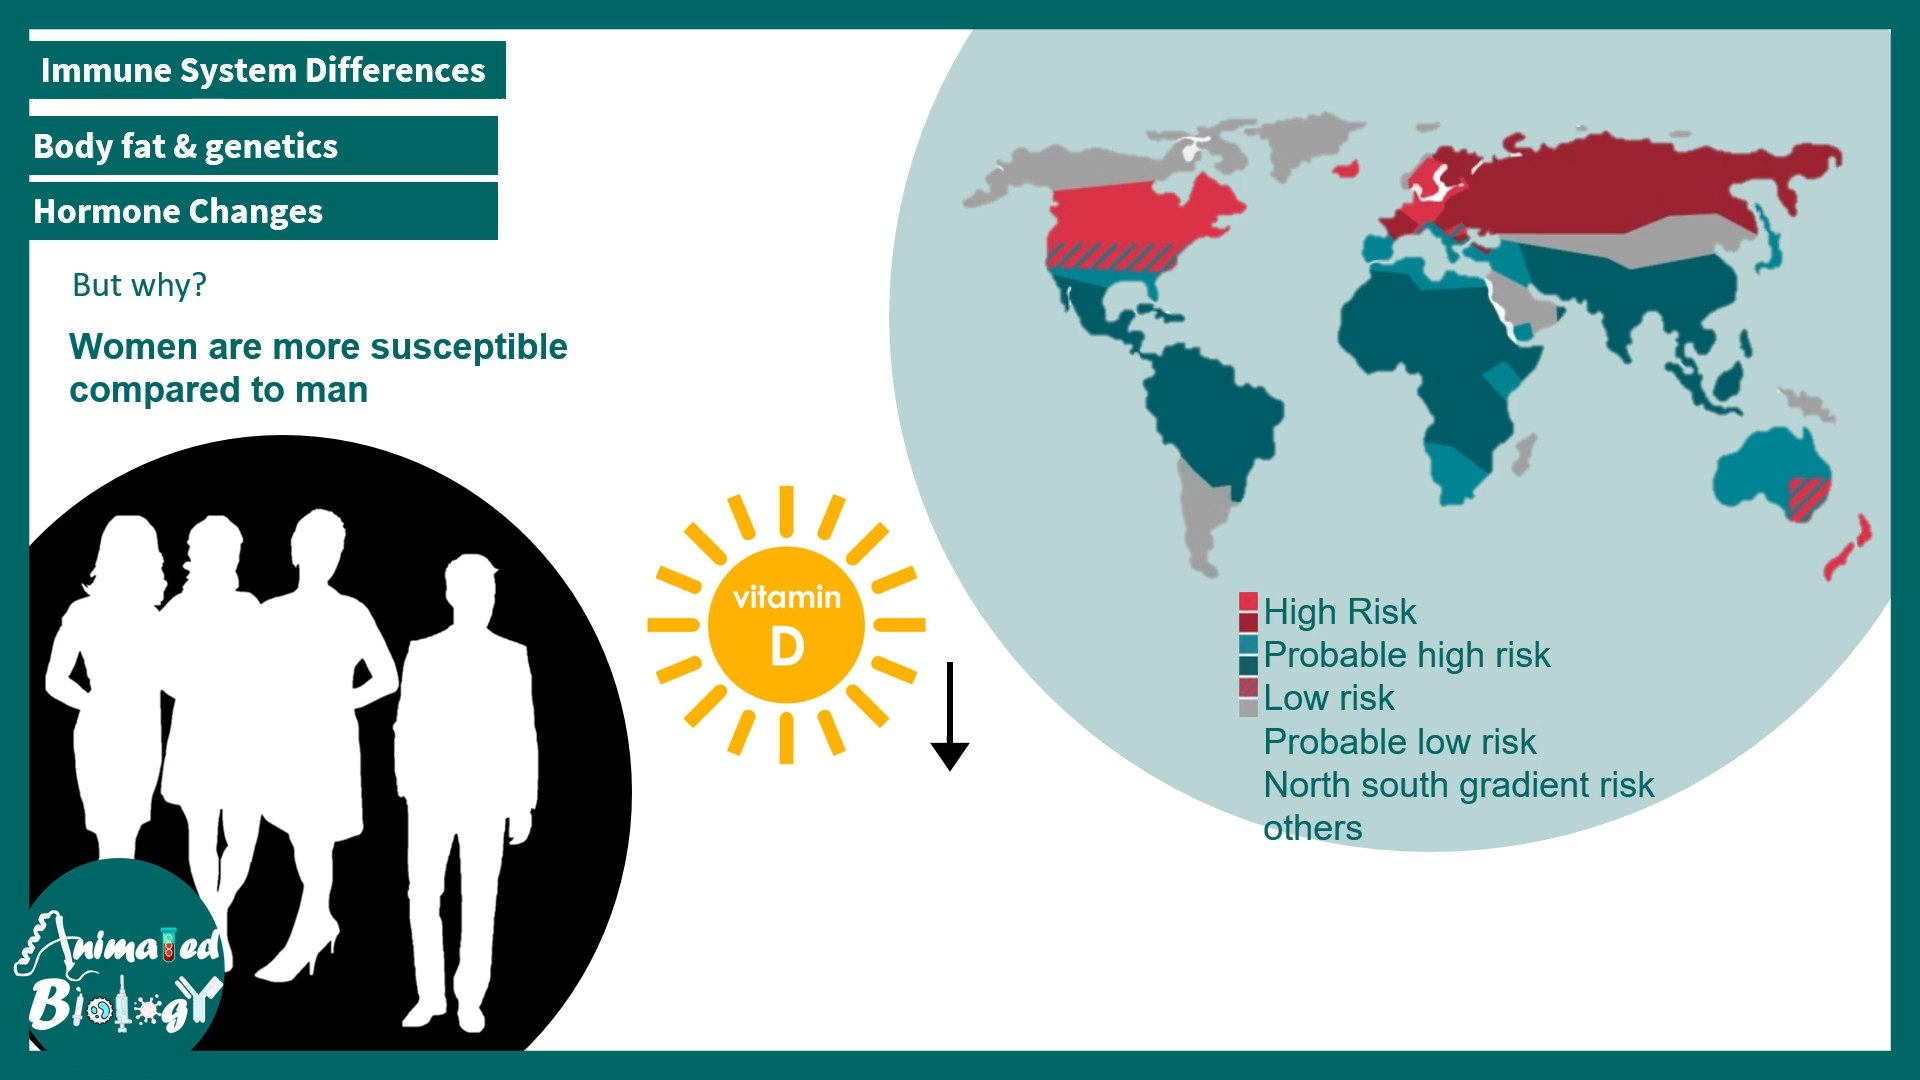 Immune System Differences
Body fat & genetics
Hormone Changes
But why?
Women are more susceptible
compared to man
vitamin
D
High Risk
Probable high risk
Low risk
Probable low risk
North south gradient risk
others
Animated
Biology